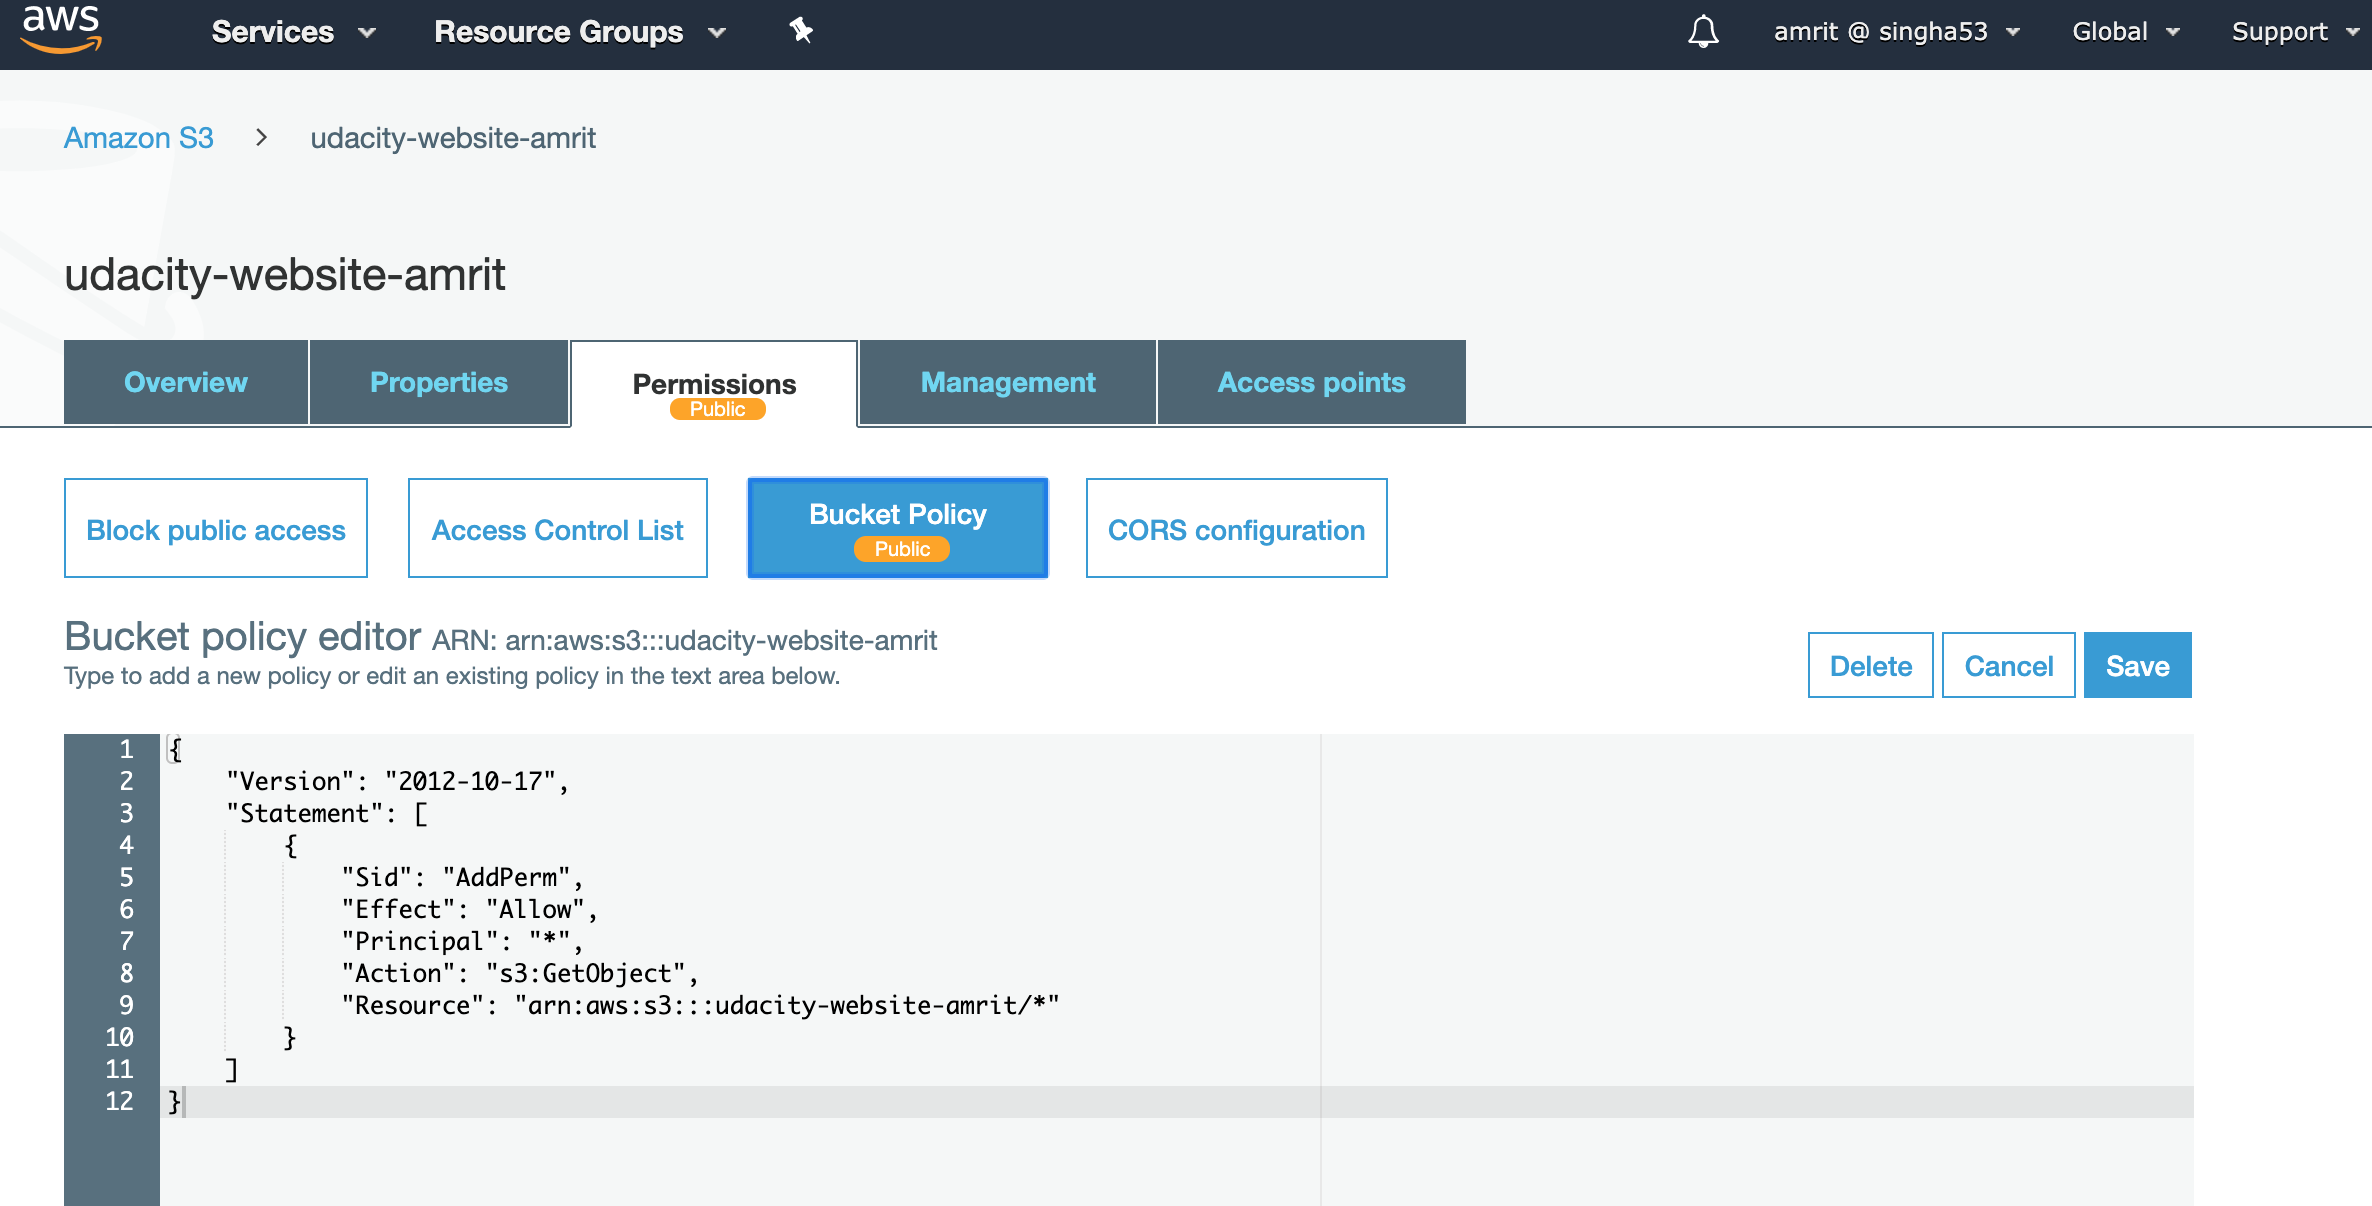 aws Services Resource Groups amrit @ singha53 Global Support
Amazon S3 > udacity-website-amrit
udacity-website-amrit
Overview Properties Permissions Management Access points
Public
Block public access Access Control List Bucket Policy CORS configuration
Public
Bucket policy editor ARN: arn:aws:s3:::udacity-website-amrit
Type to add a new policy or edit an existing policy in the text area below.
Delete Cancel Save
1 {
2 "Version": "2012-10-17",
3 "Statement": [
4 {
5 "Sid": "AddPerm",
6 "Effect": "Allow",
7 "Principal": "*",
8 "Action": "s3:GetObject",
9 "Resource": "arn:aws:s3:::udacity-website-amrit/*"
10 }
11 ]
12 }